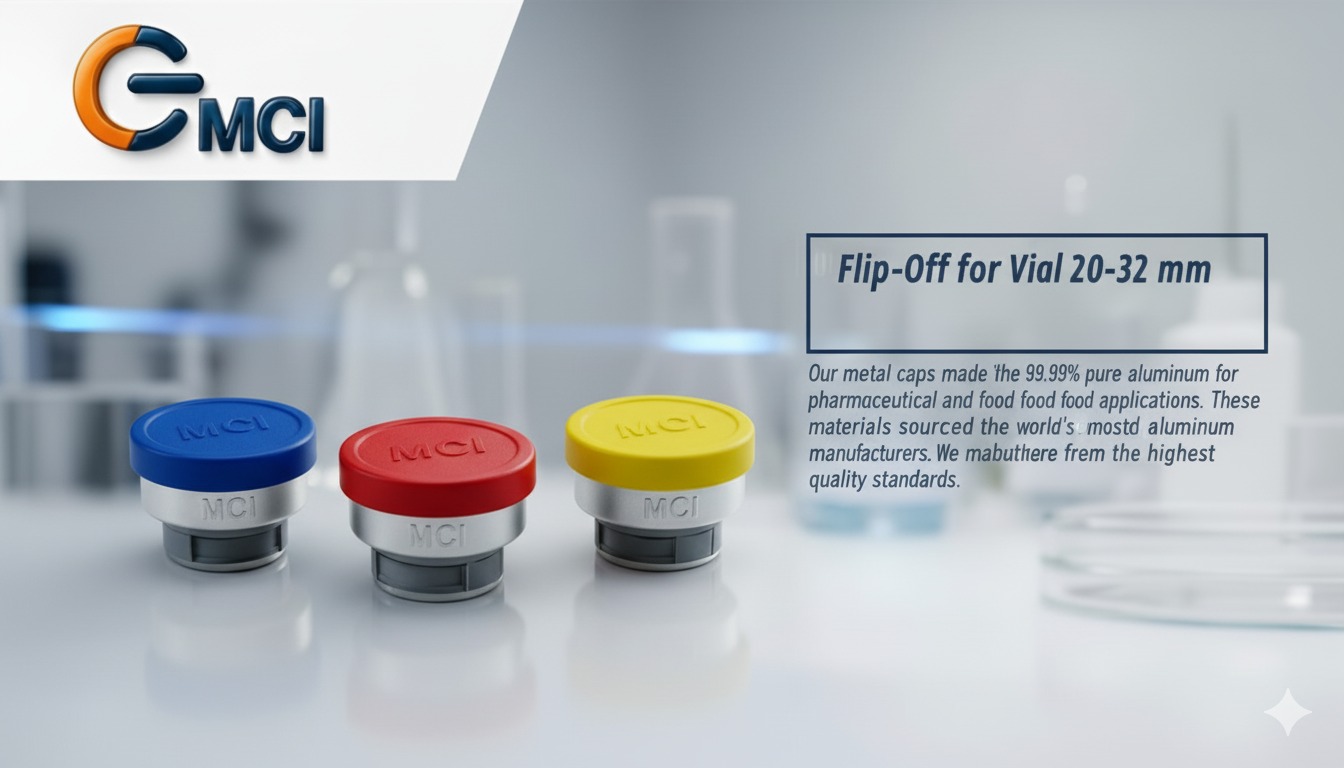 MCI
Flip-Off for Vial 20-32 mm
Our metal caps made 'the 99.99% pure aluminum for
pharmaceutical and food food food applications. These
materials sourced the world's mostd aluminum
manufacturers. We mabuthere frem the highest
quality standards.
MCI
MCI
MCI
MCI
MCI
MCI